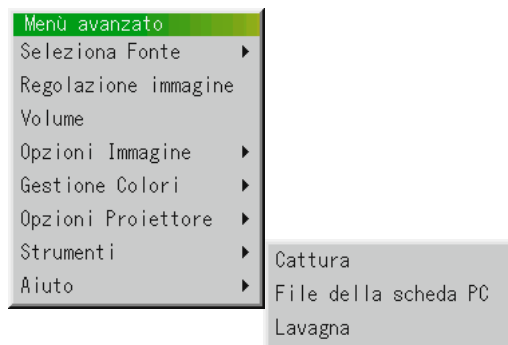 Menù avanzato
Seleziona Fonte
Regolazione immagine
Volume
Opzioni Immagine
Gestione Colori
Opzioni Proiettore
Strumenti
Aiuto
Cattura
File della scheda PC
Lavagna